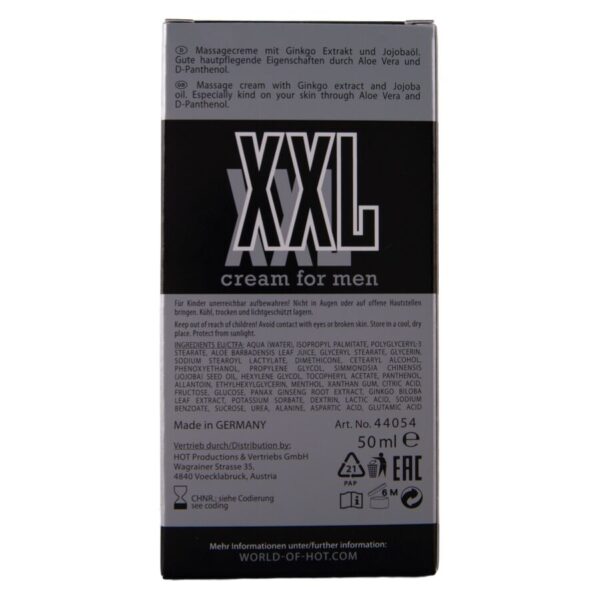 D Massagecreme mit Ginkgo Extrakt und Jojobaöl.
Gute hautpflegende Eigenschaften durch Aloe Vera und
D-Panthenol.
GB Massage cream with Ginkgo extract and Jojoba
oil. Especially kind on your skin through Aloe Vera and
D-Panthenol.
XXL
XXL
cream for men
Für Kinder unerreichbar aufbewahren! Nicht in Augen oder auf offene Hautstellen
bringen. Kühl, trocken und lichtgeschützt lagern.
Keep out of reach of children! Avoid contact with eyes or broken skin. Store in a cool, dry
place. Protect from sunlight.
INGREDIENTS EU/CTFA: AQUA (WATER), ISOPROPYL PALMITATE, POLYGLYCERYL-3
STEARATE, ALOE BARBADENSIS LEAF JUICE, GLYCERYL STEARATE, GLYCERIN,
SODIUM STEAROYL LACTYLATE, DIMETHICONE, CETEARYL ALCOHOL,
PHENOXYETHANOL, PROPYLENE GLYCOL, SIMMONDSIA CHINENSIS
(JOJOBA) SEED OIL, HEXYLENE GLYCOL, TOCOPHERYL ACETATE, PANTHENOL,
ALLANTOIN, ETHYLHEXYLGLYCERIN, MENTHOL, XANTHAN GUM, CITRIC ACID,
FRUCTOSE, GLUCOSE, PANAX GINSENG ROOT EXTRACT, GINKGO BILOBA
LEAF EXTRACT, POTASSIUM SORBATE, DEXTRIN, LACTIC ACID, SODIUM
BENZOATE, SUCROSE, UREA, ALANINE, ASPARTIC ACID, GLUTAMIC ACID
Made in GERMANY
Art. No. 44054
50 ml e
Vertrieb durch/Distribution by:
HOT Productions & Vertriebs GmbH
Wagrainer Strasse 35,
4840 Voecklabruck, Austria
21
PAP
EAC
CHNR.: siehe Codierung
see coding
i
6 M
Mehr Informationen unter/further information:
WORLD-OF-HOT.COM